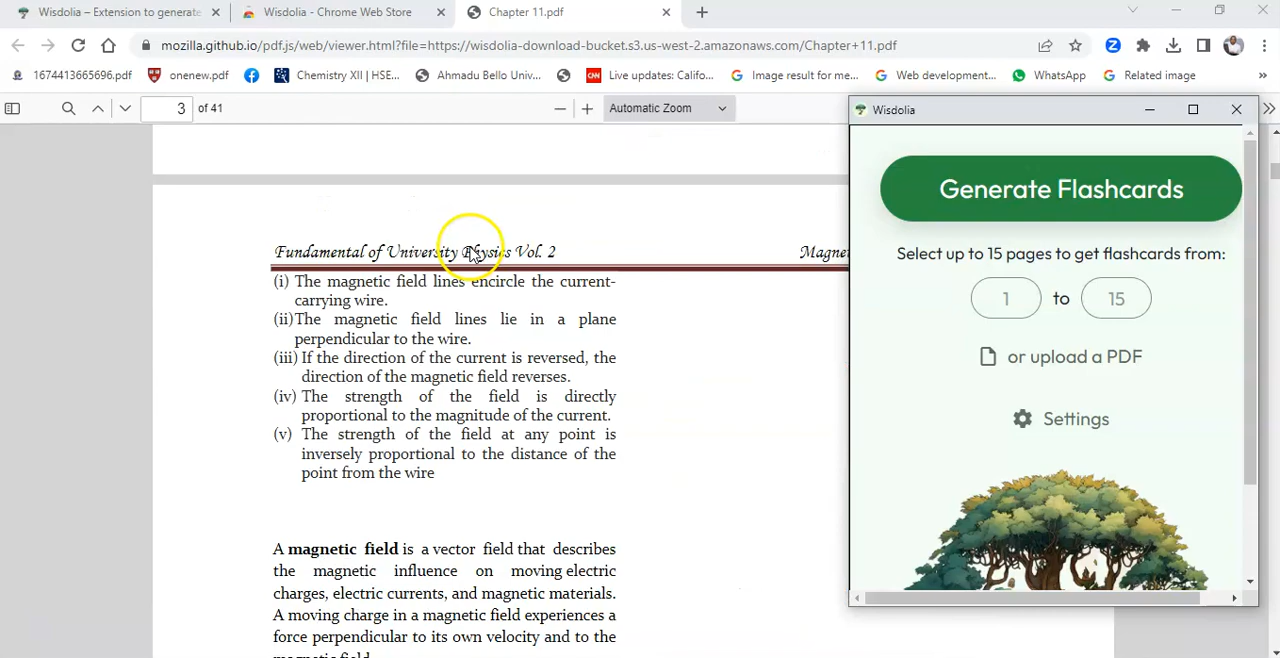 Wisdolia – Extension to generate
Wisdolia - Chrome Web Store
Chapter 11.pdf
mozilla.github.io/pdf.js/web/viewer.html?file=https://wisdolia-download-bucket.s3.us-west-2.amazonaws.com/Chapter+11.pdf
1674413665696.pdf
onenew.pdf
Chemistry XII | HSE...
Ahmadu Bello Univ...
CNN
Live updates: Califo...
Image result for me...
Web developmen...
WhatsApp
Related image
3 of 41
Automatic Zoom
Fundamental of University Physics Vol. 2
Magne
(i) The magnetic field lines encircle the current-
carrying wire.
(ii)The magnetic field lines lie in a plane
perpendicular to the wire.
(iii) If the direction of the current is reversed, the
direction of the magnetic field reverses.
(iv) The strength of the field is directly
proportional to the magnitude of the current.
(v) The strength of the field at any point is
inversely proportional to the distance of the
point from the wire
A magnetic field is a vector field that describes
the magnetic influence on moving electric
charges, electric currents, and magnetic materials.
A moving charge in a magnetic field experiences a
force perpendicular to its own velocity and to the
magnetic field.
Wisdolia
Generate Flashcards
Select up to 15 pages to get flashcards from:
1 to 15
or upload a PDF
Settings